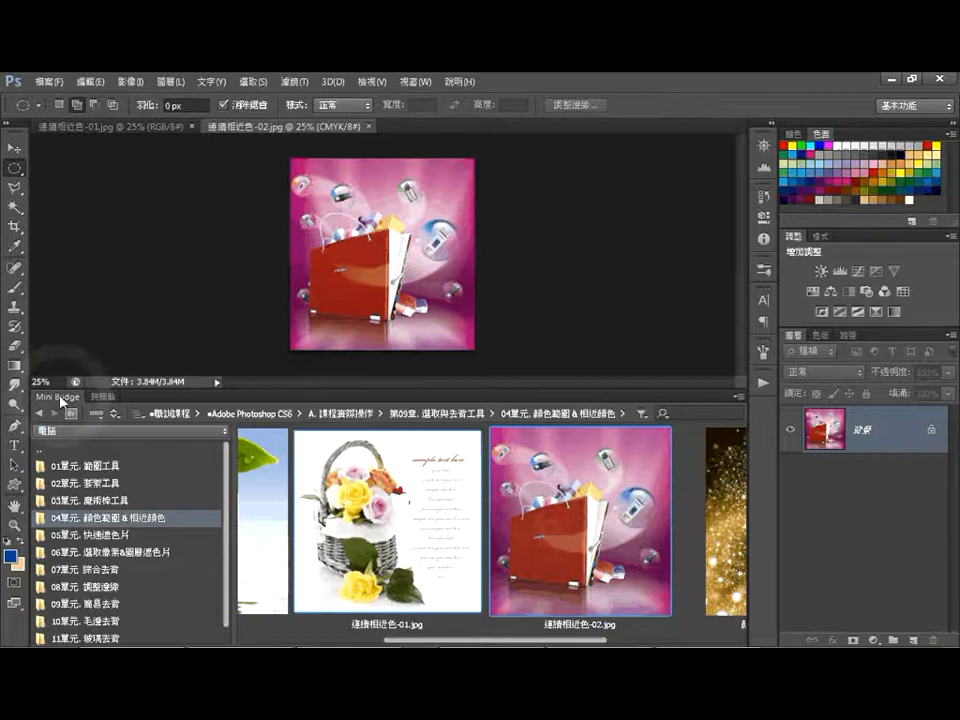 Ps 檔案(F) 編輯(E) 影像(I) 圖層(L) 文字(Y) 選取(S) 濾鏡(T) 3D(D) 檢視(V) 視窗(W) 說明(H)
羽化: 0 px 消除鋸齒 樣式: 正常 寬度: 高度: 調整邊緣... 基本功能
連續相近色-01.jpg @ 25% (RGB/8#) × 連續相近色-02.jpg @ 25% (CMYK/8#) ×
顏色 色票
調整 樣式
增加調整
圖層 色版 路徑
種類
正常 不透明度: 100%
鎖定: 填滿: 100%
背景
25% 文件: 3.84M/3.84M
Mini Bridge 時間軸
●職訓課程 ●Adobe Photoshop CS6 A. 課程實際操作 第09章. 選取與去背工具 04單元. 顏色範圍 & 相近顏色
電腦
..
01單元. 範圍工具
02單元. 套索工具
03單元. 魔術棒工具
04單元. 顏色範圍 & 相近顏色
05單元. 快速遮色片
06單元. 選取像素&圖層遮色片
07單元 綜合去背
08單元 調整邊緣
09單元. 簡易去背
10單元. 毛邊去背
11單元. 玻璃去背
sample text here
連續相近色-01.jpg
連續相近色-02.jpg